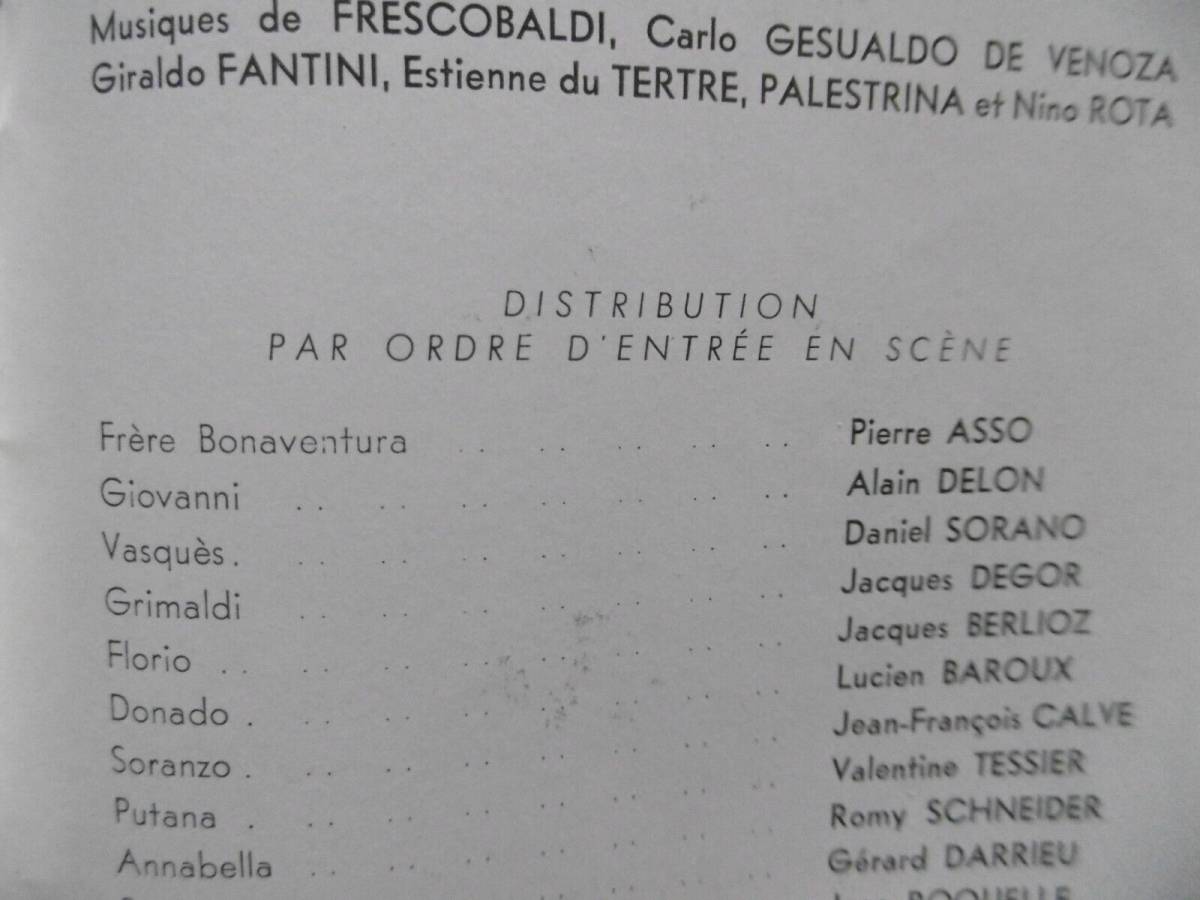 Musiques de FRESCOBALDI, Carlo GESUALDO DE VENOZA
Giraldo FANTINI, Estienne du TERTRE, PALESTRINA et Nino ROTA
DISTRIBUTION
PAR ORDRE D'ENTRÉE EN SCÈNE
Frère Bonaventura .. .. .. .. .. Pierre ASSO
Giovanni .. .. .. .. .. .. .. Alain DELON
Vasquès. .. .. .. .. .. .. .. Daniel SORANO
Grimaldi .. .. .. .. .. .. .. Jacques DEGOR
Florio .. .. .. .. .. .. .. .. Jacques BERLIOZ
Donado . .. .. .. .. .. .. .. Lucien BAROUX
Soranzo . .. .. .. .. .. .. .. Jean-François CALVE
Putana . .. .. .. .. .. .. .. Valentine TESSIER
Annabella .. .. .. .. .. .. .. Romy SCHNEIDER
Gérard DARRIEU